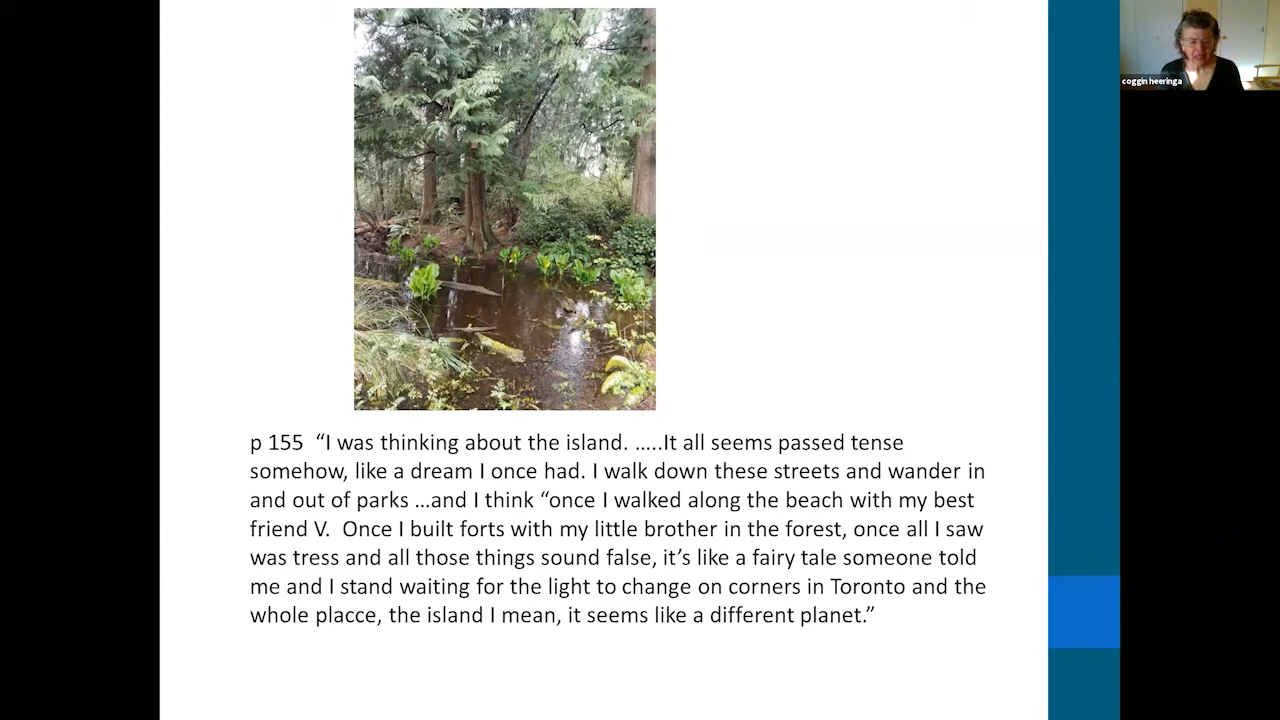 coggin heeringa
p 155 “I was thinking about the island. …..It all seems passed tense
somehow, like a dream I once had. I walk down these streets and wander in
and out of parks …and I think “once I walked along the beach with my best
friend V. Once I built forts with my little brother in the forest, once all I saw
was tress and all those things sound false, it’s like a fairy tale someone told
me and I stand waiting for the light to change on corners in Toronto and the
whole placce, the island I mean, it seems like a different planet.”